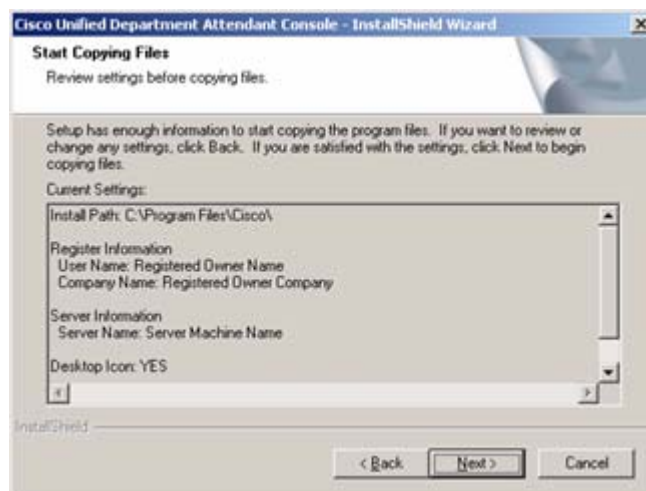 Cisco Unified Department Attendant Console - InstallShield Wizard
Start Copying Files
Review settings before copying files.
Setup has enough information to start copying the program files. If you want to review or
change any settings, click Back. If you are satisfied with the settings, click Next to begin
copying files.
Current Settings:
Install Path: C:\Program Files\Cisco\
Register Information
User Name: Registered Owner Name
Company Name: Registered Owner Company
Server Information
Server Name: Server Machine Name
Desktop Icon: YES
InstallShield
< Back
Next >
Cancel